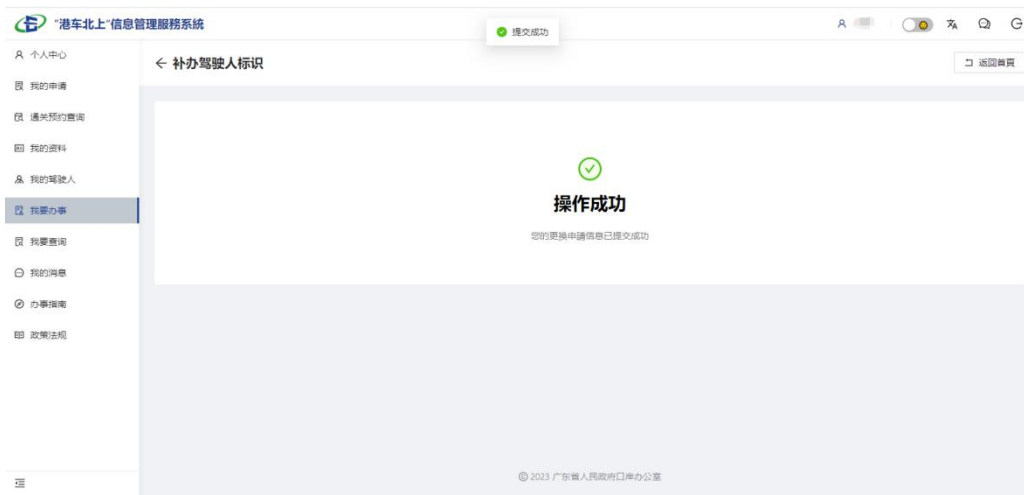 “港车北上”信息管理服務系統
提交成功
个人中心
我的申請
通关预约查询
我的资料
我的驾驶人
我要办事
我要查询
我的消息
办事指南
政策法规
← 补办驾驶人标识
返回首頁
操作成功
您的更换申請信息已提交成功
© 2023 广东省人民政府口岸办公室